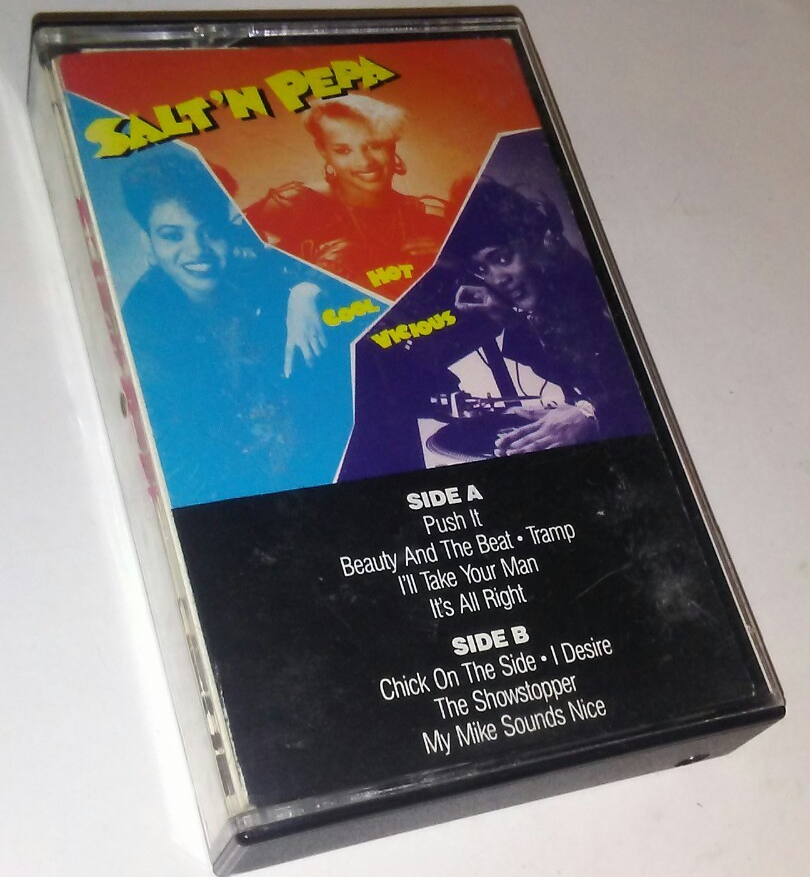 SALT 'N PEPA
HOT
COOL
VICIOUS
SIDE A
Push It
Beauty And The Beat • Tramp
I'll Take Your Man
It's All Right
SIDE B
Chick On The Side • I Desire
The Showstopper
My Mike Sounds Nice